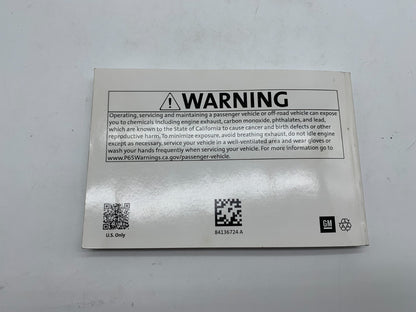 WARNING
Operating, servicing and maintaining a passenger vehicle or off-road vehicle can expose
you to chemicals including engine exhaust, carbon monoxide, phthalates, and lead,
which are known to the State of California to cause cancer and birth defects or other
reproductive harm. To minimize exposure, avoid breathing exhaust, do not idle engine
except as necessary, service your vehicle in a well-ventilated area and wear gloves or
wash your hands frequently when servicing your vehicle. For more information go to
www.P65Warnings.ca.gov/passenger-vehicle.
U.S. Only
84136724 A
GM